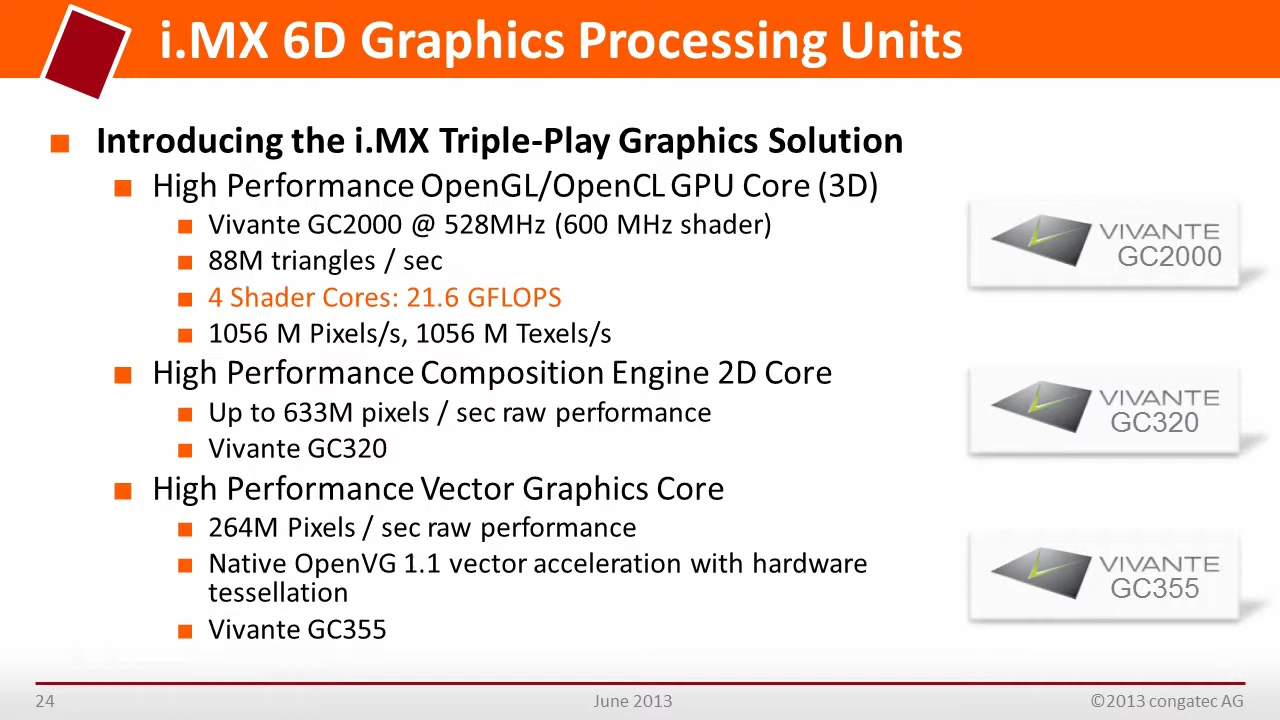 i.MX 6D Graphics Processing Units
Introducing the i.MX Triple-Play Graphics Solution
High Performance OpenGL/OpenCL GPU Core (3D)
Vivante GC2000 @ 528MHz (600 MHz shader)
88M triangles / sec
4 Shader Cores: 21.6 GFLOPS
1056 M Pixels/s, 1056 M Texels/s
High Performance Composition Engine 2D Core
Up to 633M pixels / sec raw performance
Vivante GC320
High Performance Vector Graphics Core
264M Pixels / sec raw performance
Native OpenVG 1.1 vector acceleration with hardware
tessellation
Vivante GC355
VIVANTE
GC2000
VIVANTE
GC320
VIVANTE
GC355
24
June 2013
©2013 congatec AG